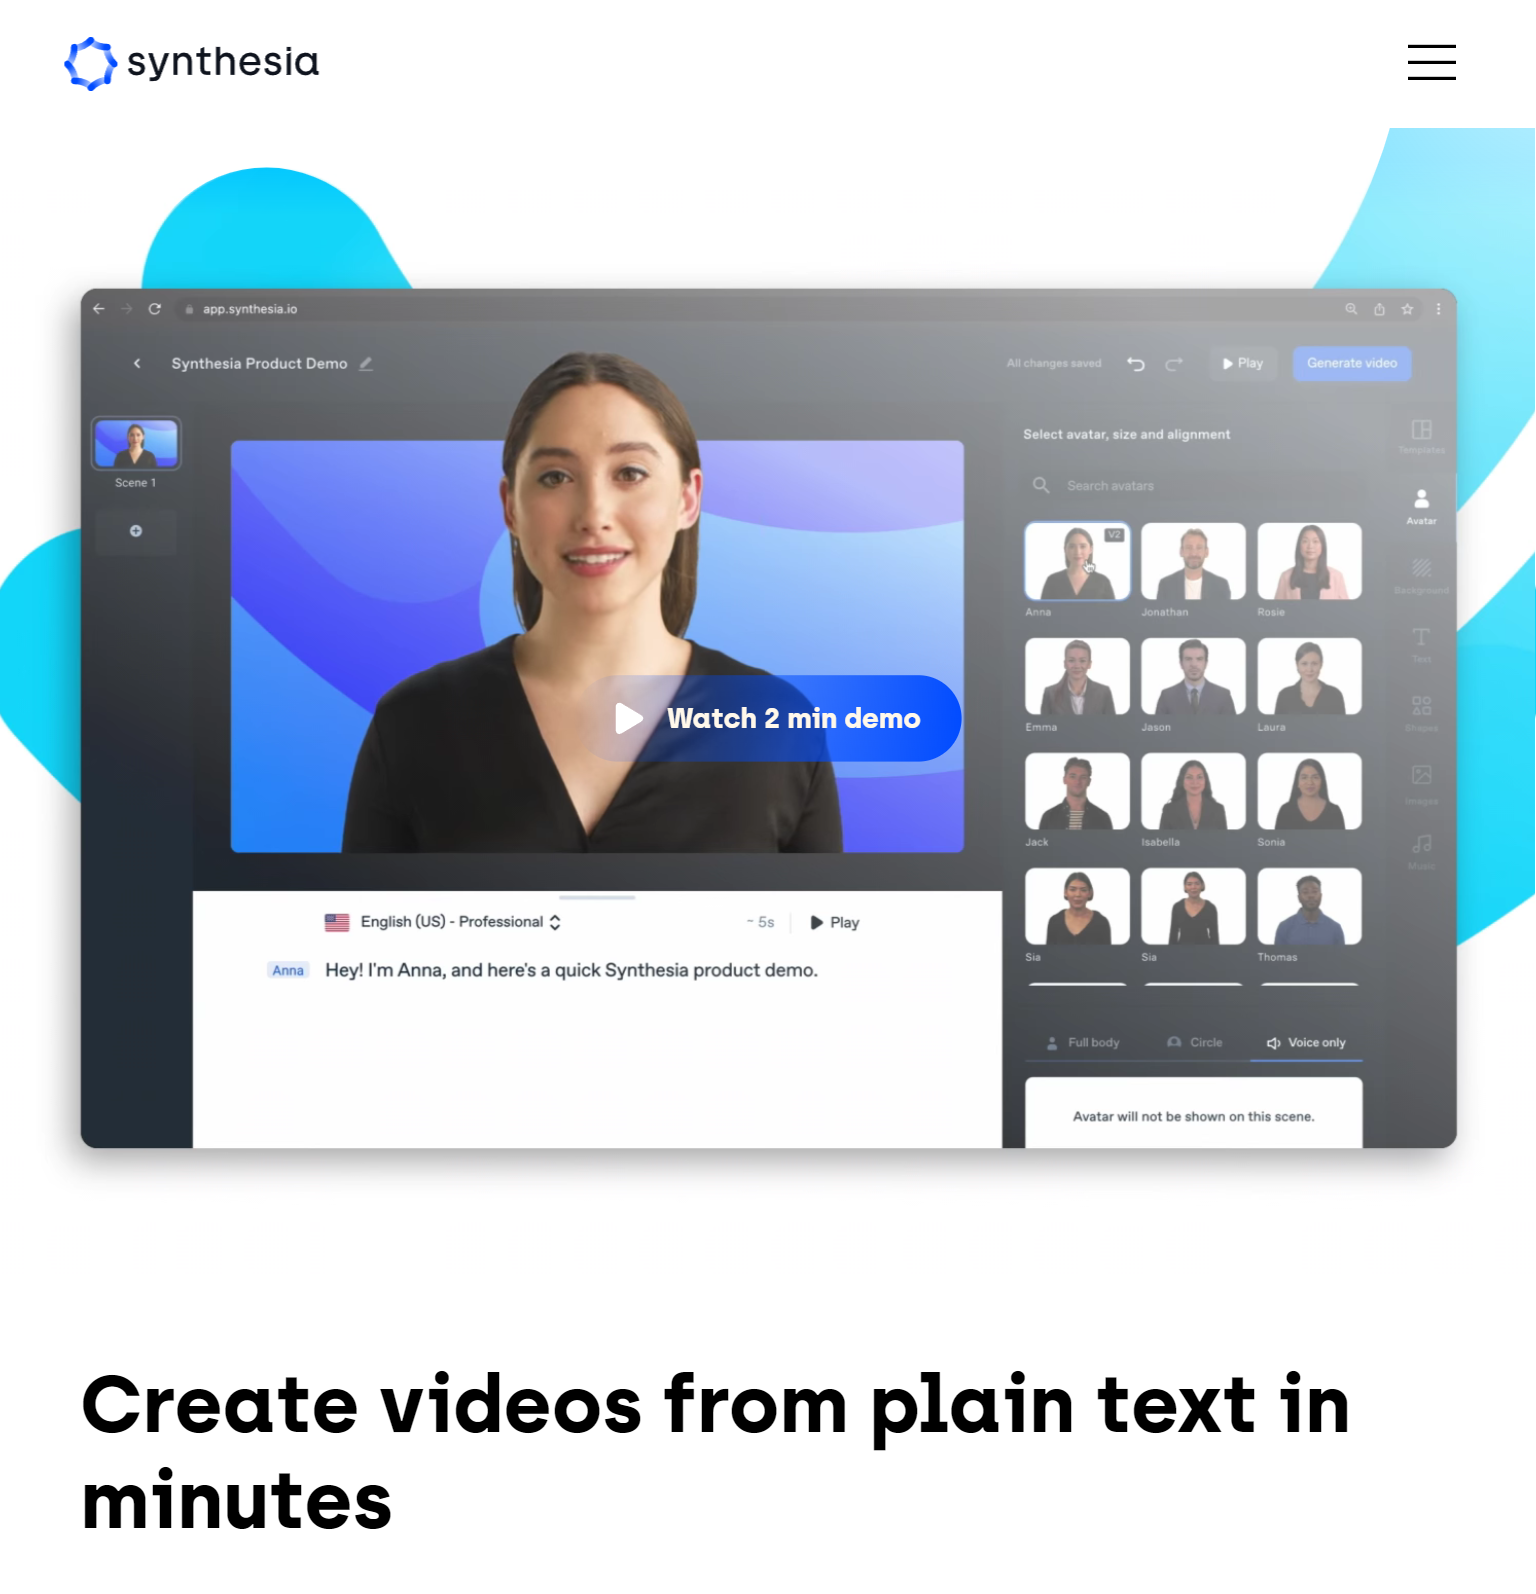 synthesia
app.synthesia.io
Synthesia Product Demo
All changes saved
Play
Generate video
Scene 1
Select avatar, size and alignment
Search avatars
Templates
Avatar
Background
Text
Shapes
Images
Music
V2
Anna
Jonathan
Rosie
Emma
Jason
Laura
Jack
Isabella
Sonia
Sia
Sia
Thomas
Watch 2 min demo
English (US) - Professional
~ 5s
Play
Anna Hey! I'm Anna, and here's a quick Synthesia product demo.
Full body
Circle
Voice only
Avatar will not be shown on this scene.
Create videos from plain text in
minutes